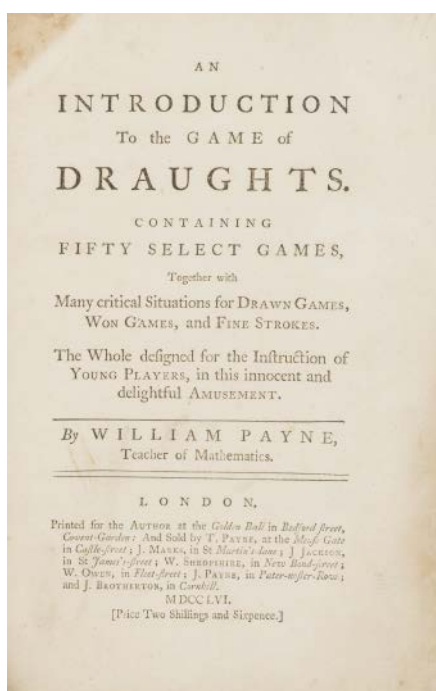 AN
INTRODUCTION
To the GAME of
DRAUGHTS.
CONTAINING
FIFTY SELECT GAMES,
Together with
Many critical Situations for DRAWN GAMES,
WON GAMES, and FINE STROKES.
The Whole deſigned for the Inſtruction of
YOUNG PLAYERS, in this innocent and
delightful AMUSEMENT.
By WILLIAM PAYNE,
Teacher of Mathematics.
LONDON,
Printed for the AUTHOR at the Golden Ball in Bedford-ſtreet,
Covent-Garden: And Sold by T. PAYNE, at the Meuſe Gate
in Caſtle-ſtreet; J. MARKS, in St Martin's-lane; J JACKSON,
in St James's-ſtreet; W. SHROPSHIRE, in New Bond-ſtreet;
W. OWEN, in Fleet-ſtreet; J. PAYNE, in Pater-noſter-Row;
and J. BROTHERTON, in Cornhill.
MDCCLVI.
[Price Two Shillings and Sixpence.]